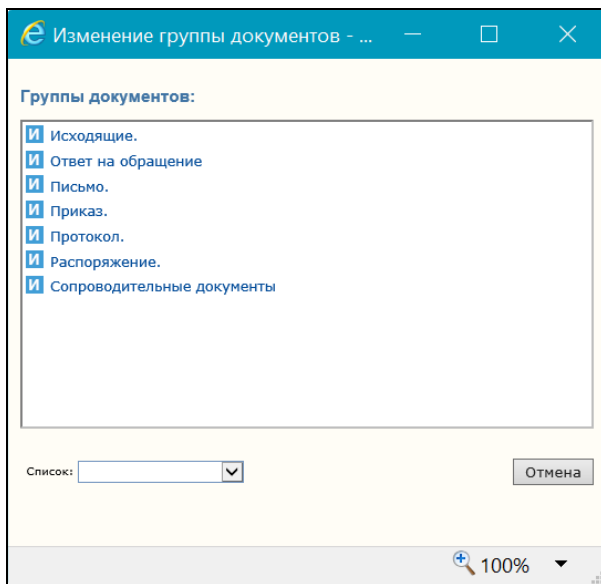 Изменение группы документов - ...
Группы документов:
И Исходящие.
И Ответ на обращение
И Письмо.
И Приказ.
И Протокол.
И Распоряжение.
И Сопроводительные документы
Список:
Отмена
100%